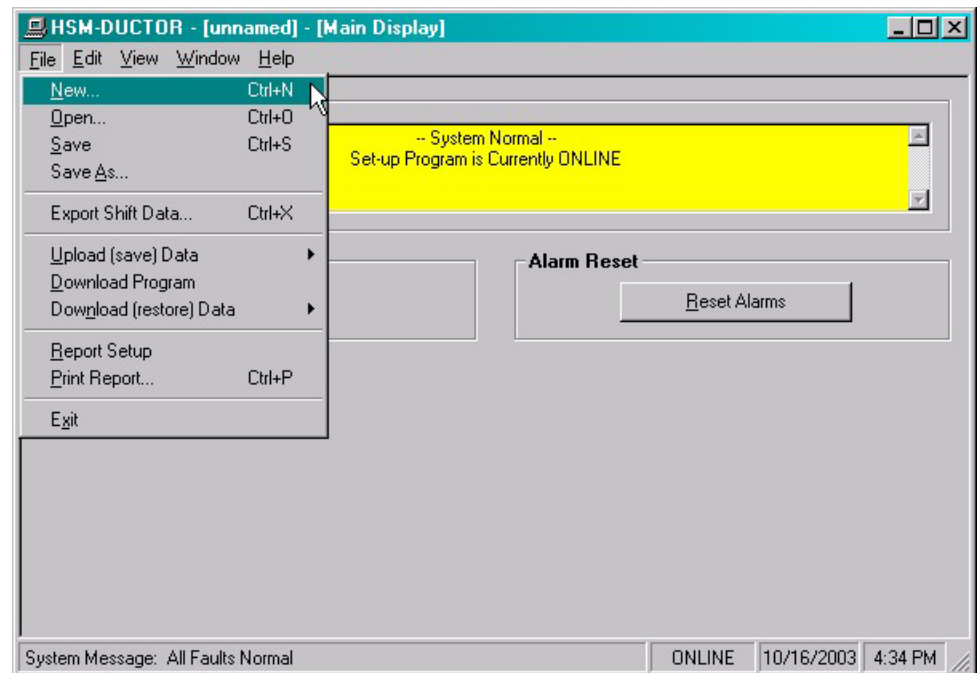 HSM-DUCTOR - [unnamed] - [Main Display]
File Edit View Window Help
New... Ctrl+N
Open... Ctrl+O
Save Ctrl+S
Save As...
Export Shift Data... Ctrl+X
Upload (save) Data
Download Program
Download (restore) Data
Report Setup
Print Report... Ctrl+P
Exit
-- System Normal --
Set-up Program is Currently ONLINE
Alarm Reset
Reset Alarms
System Message: All Faults Normal ONLINE 10/16/2003 4:34 PM